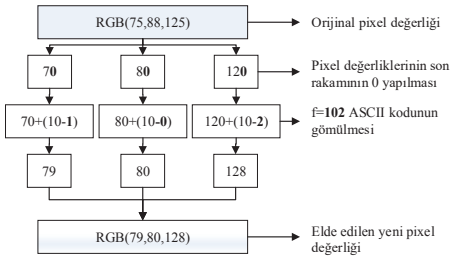 RGB(75,88,125)
Orijinal pixel değerliği
70
80
120
Pixel değerliklerinin son
rakamının 0 yapılması
70+(10-1)
80+(10-0)
120+(10-2)
f=102 ASCII kodunun
gömülmesi
79
80
128
RGB(79,80,128)
Elde edilen yeni pixel
değerliği